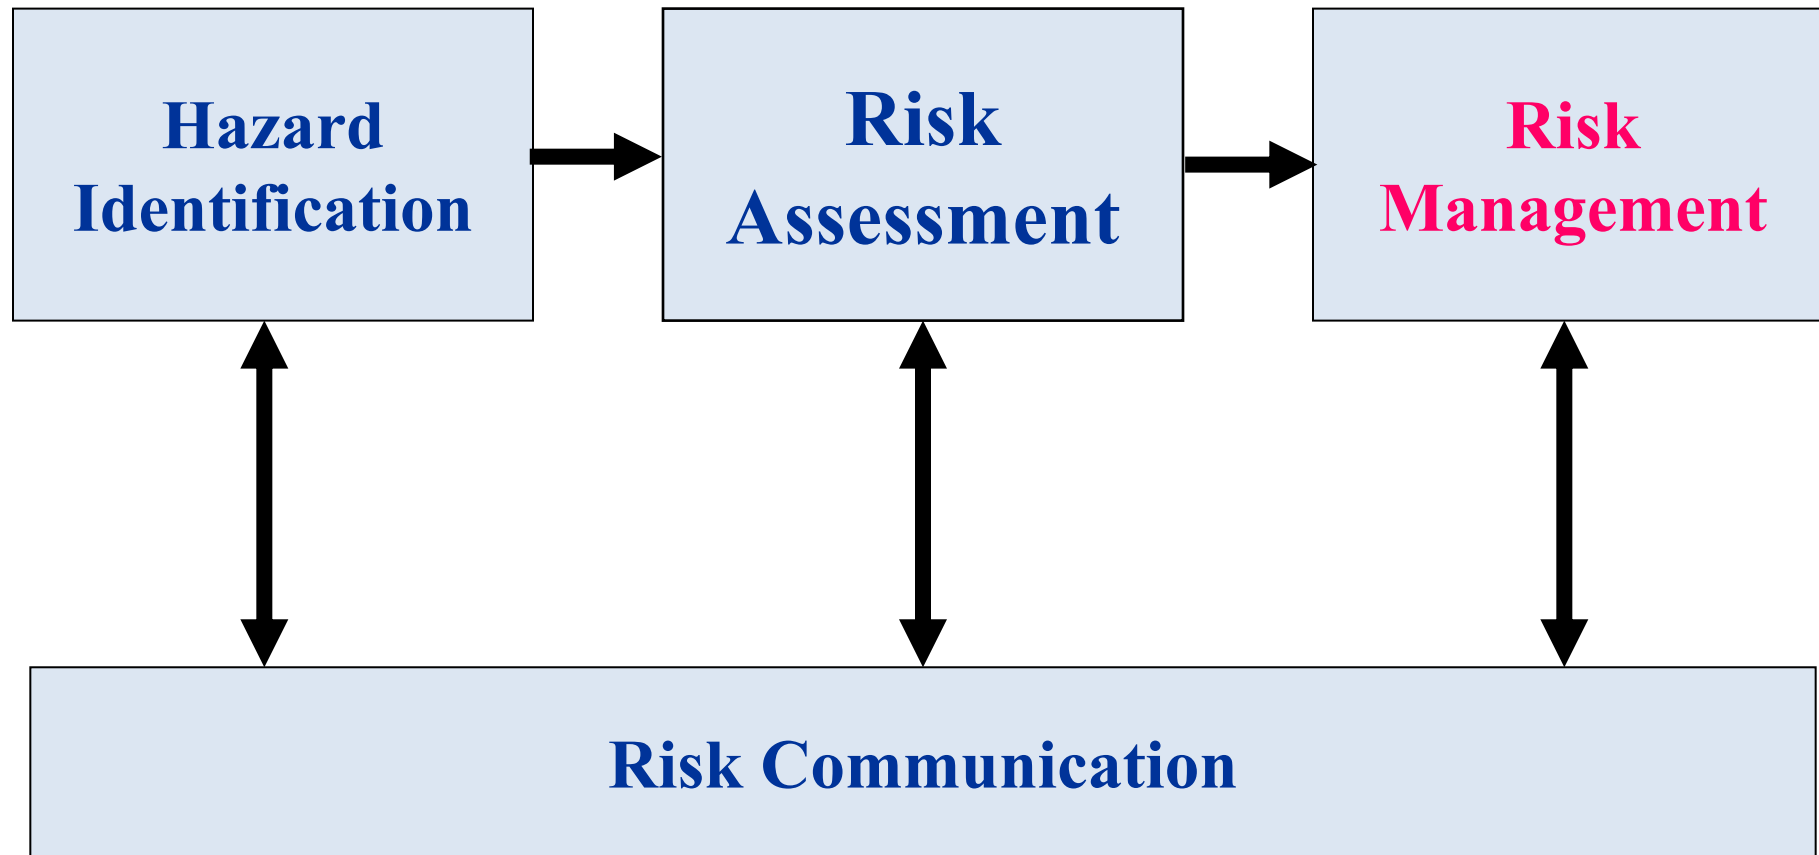 Hazard
Identification
Risk
Assessment
Risk
Management
Risk Communication